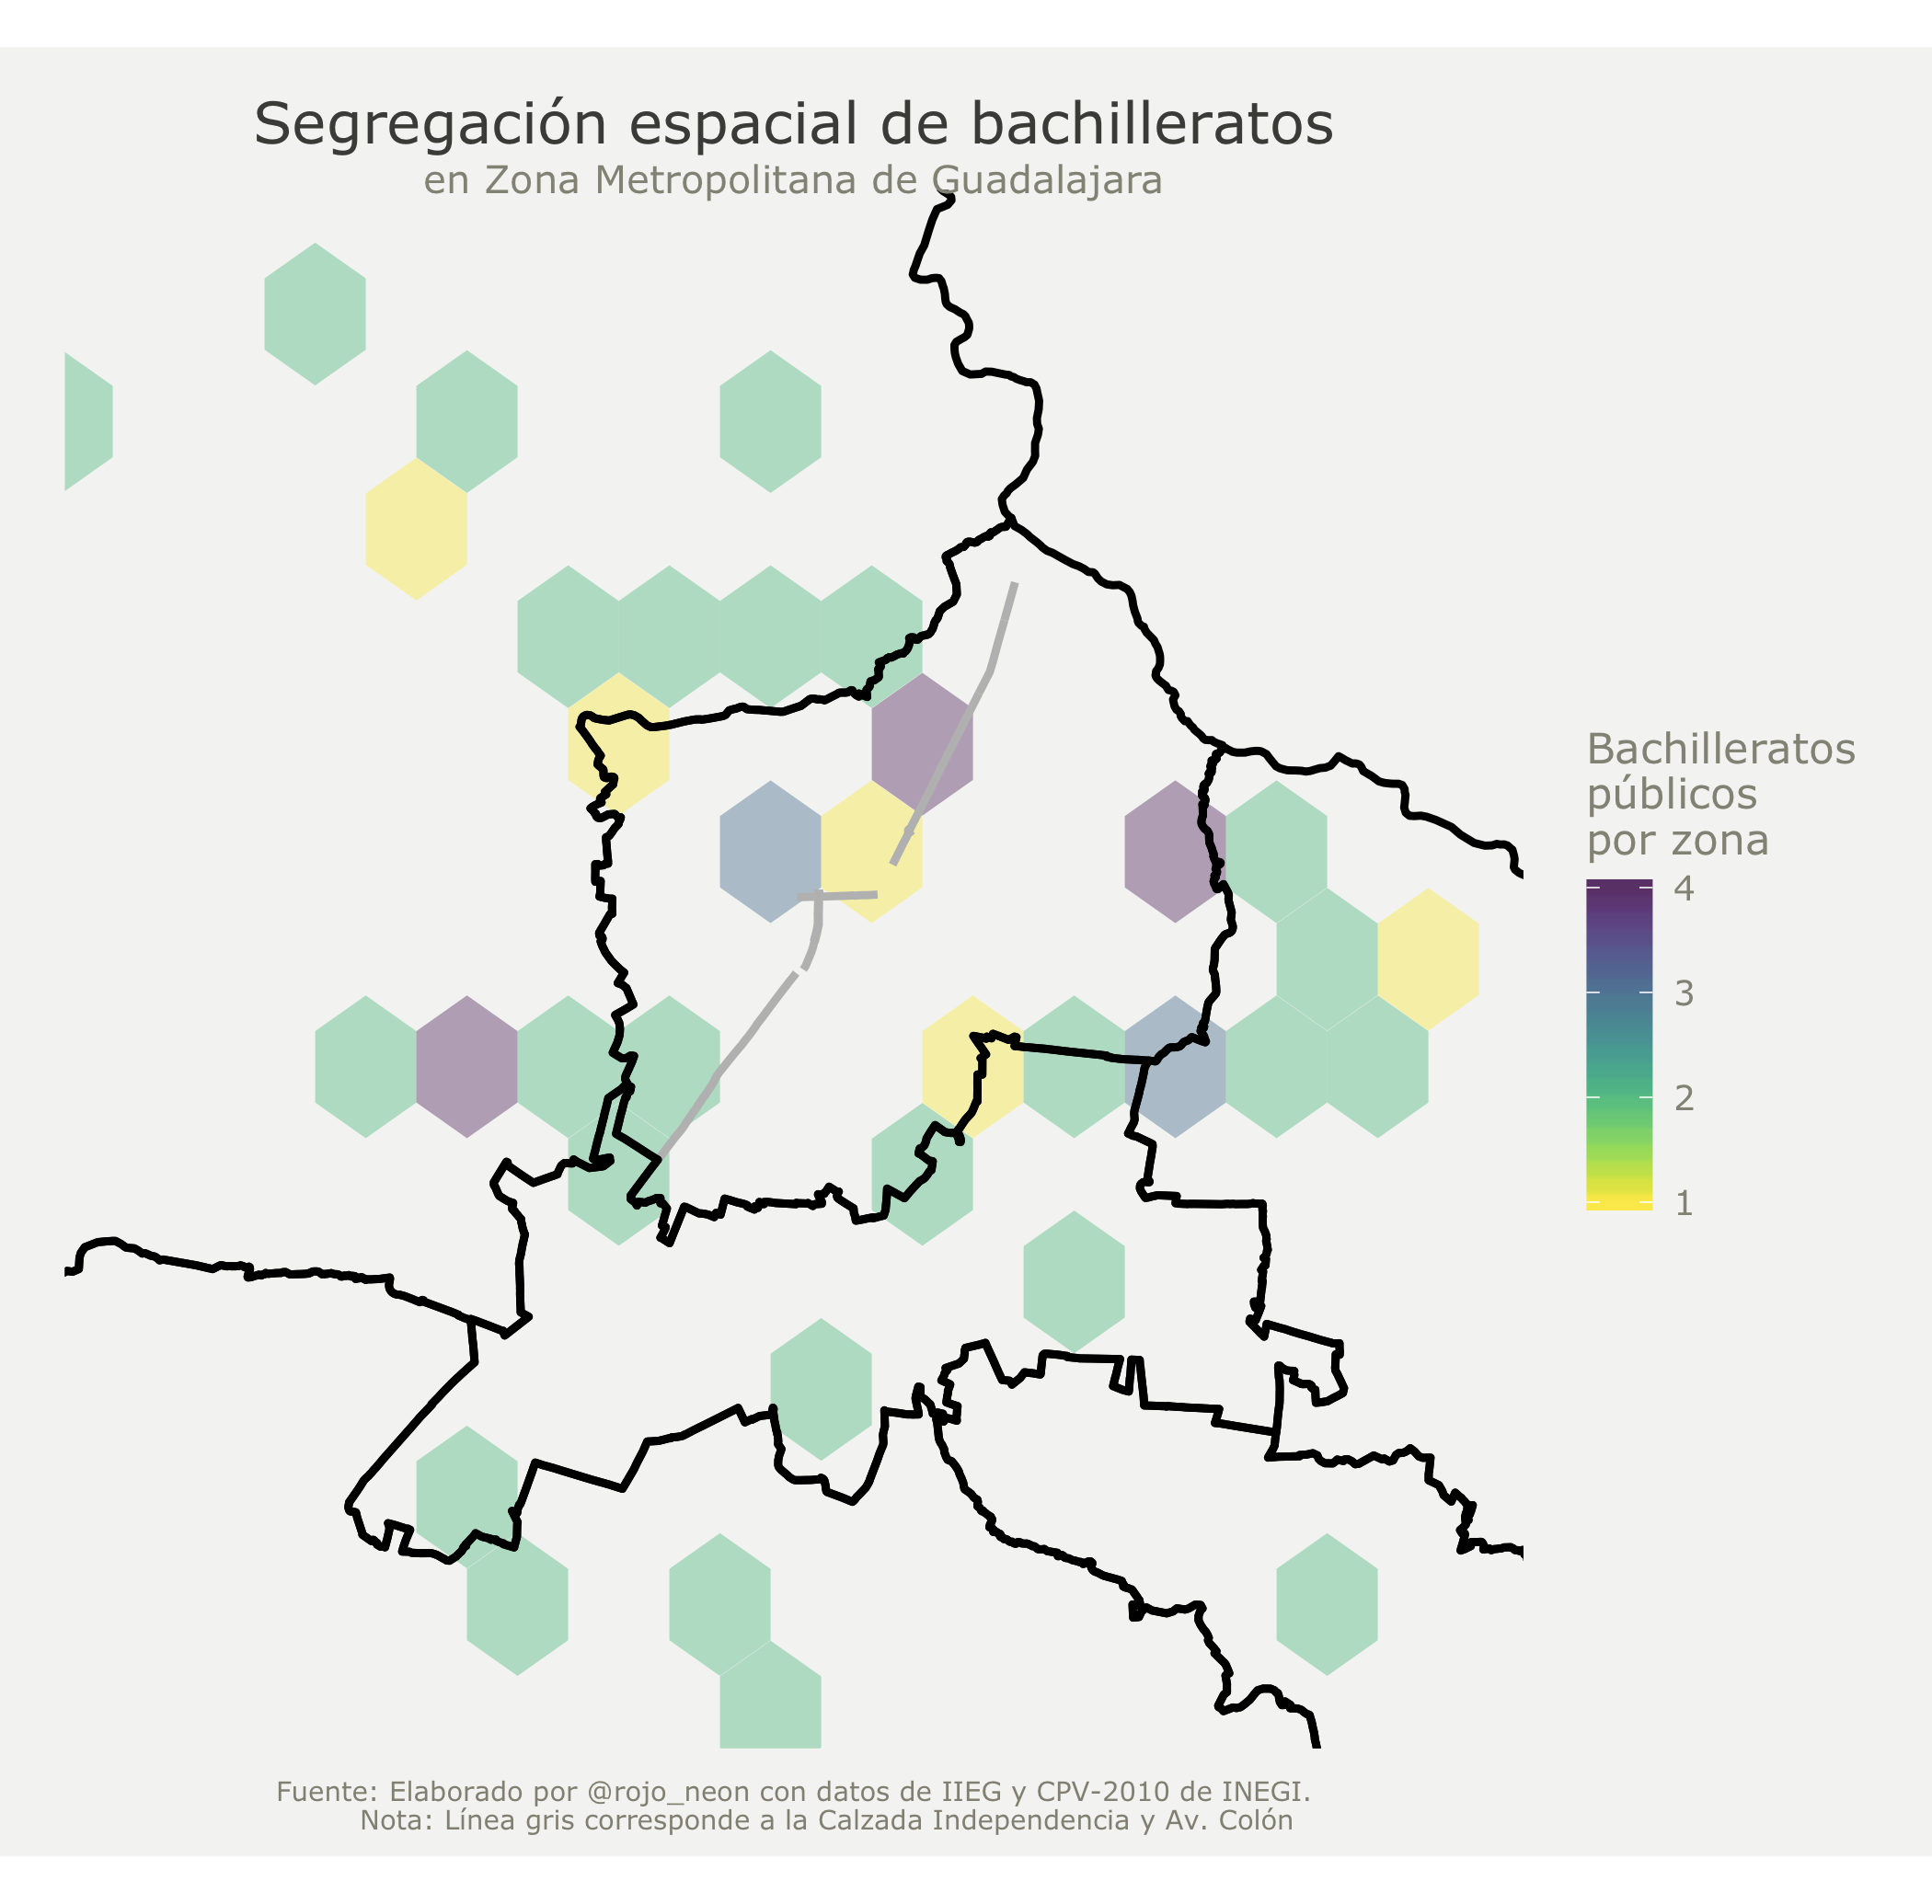 Segregación espacial de bachilleratos
en Zona Metropolitana de Guadalajara
Bachilleratos
públicos
por zona
4
3
2
1
Fuente: Elaborado por @rojo_neon con datos de IIEG y CPV-2010 de INEGI.
Nota: Línea gris corresponde a la Calzada Independencia y Av. Colón